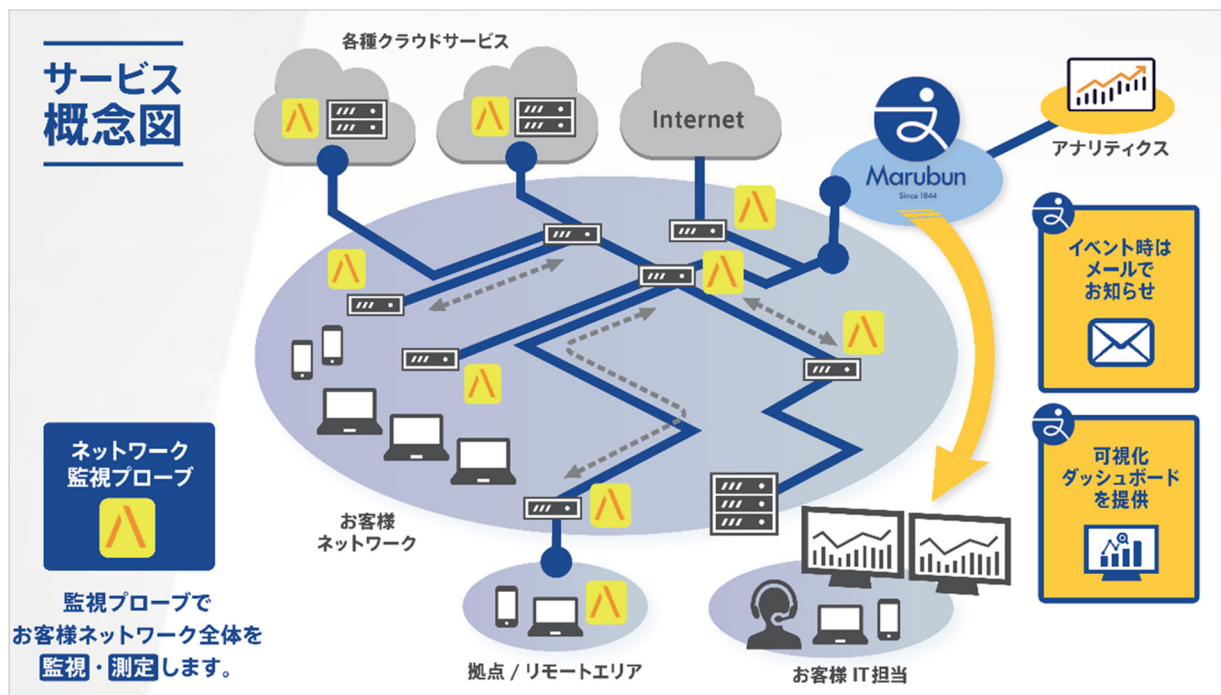 サービス
概念図
各種クラウドサービス
Internet
Marubun
Since 1844
アナリティクス
イベント時は
メールで
お知らせ
可視化
ダッシュボード
を提供
ネットワーク
監視プローブ
監視プローブで
お客様ネットワーク全体を
監視・測定します。
お客様
ネットワーク
拠点 / リモートエリア
お客様 IT担当